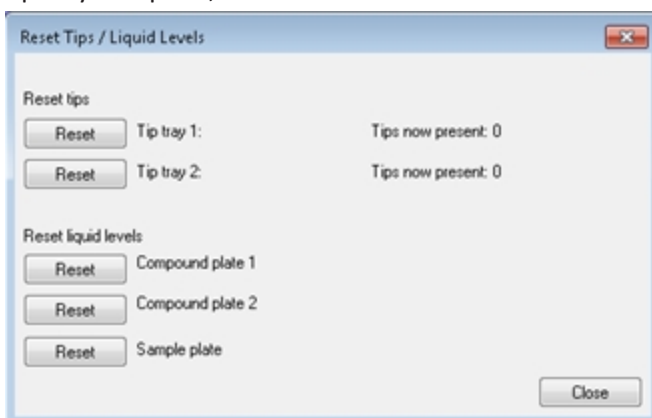 Reset Tips / Liquid Levels
Reset tips
Reset Tip tray 1: Tips now present: 0
Reset Tip tray 2: Tips now present: 0
Reset liquid levels
Reset Compound plate 1
Reset Compound plate 2
Reset Sample plate
Close